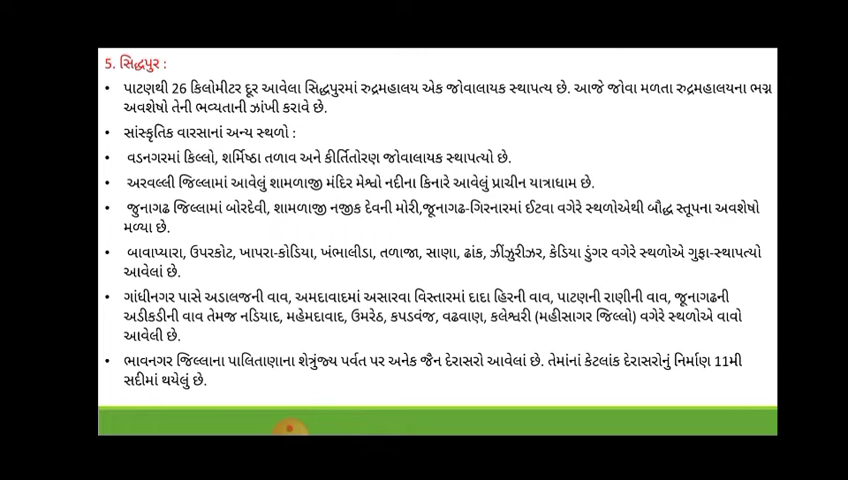 5. સિદ્ધપુર :
• પાટણથી 26 કિલોમીટર દૂર આવેલા સિદ્ધપુરમાં રુદ્રમહાલય એક જોવાલાયક સ્થાપત્ય છે. આજે જોવા મળતા રુદ્રમહાલયના ભગ્ન
અવશેષો તેની ભવ્યતાની ઝાંખી કરાવે છે.
• સાંસ્કૃતિક વારસાનાં અન્ય સ્થળો :
• વડનગરમાં કિલ્લો, શર્મિષ્ઠા તળાવ અને કીર્તિતોરણ જોવાલાયક સ્થાપત્યો છે.
• અરવલ્લી જિલ્લામાં આવેલું શામળાજી મંદિર મેશ્વો નદીના કિનારે આવેલું પ્રાચીન યાત્રાધામ છે.
• જુનાગઢ જિલ્લામાં બોરદેવી, શામળાજી નજીક દેવની મોરી,જૂનાગઢ-ગિરનારમાં ઈંટવા વગેરે સ્થળોએથી બૌદ્ધ સ્તૂપના અવશેષો
મળ્યા છે.
• બાવાપ્યારા, ઉપરકોટ, ખાપરા-કોડિયા, ખંભાલીડા, તળાજા, સાણા, ઢાંક, ઝીંઝુરીઝર, કેડિયા ડુંગર વગેરે સ્થળોએ ગુફા-સ્થાપત્યો
આવેલાં છે.
• ગાંધીનગર પાસે અડાલજની વાવ, અમદાવાદમાં અસારવા વિસ્તારમાં દાદા હિરની વાવ, પાટણની રાણીની વાવ, જૂનાગઢની
અડીકડીની વાવ તેમજ નડિયાદ, મહેમદાવાદ, ઉમરેઠ, કપડવંજ, વઢવાણ, કલેશ્વરી (મહીસાગર જિલ્લો) વગેરે સ્થળોએ વાવો
આવેલી છે.
• ભાવનગર જિલ્લાના પાલિતાણાના શેત્રુંજ્ય પર્વત પર અનેક જૈન દેરાસરો આવેલાં છે. તેમાંનાં કેટલાંક દેરાસરોનું નિર્માણ 11મી
સદીમાં થયેલું છે.